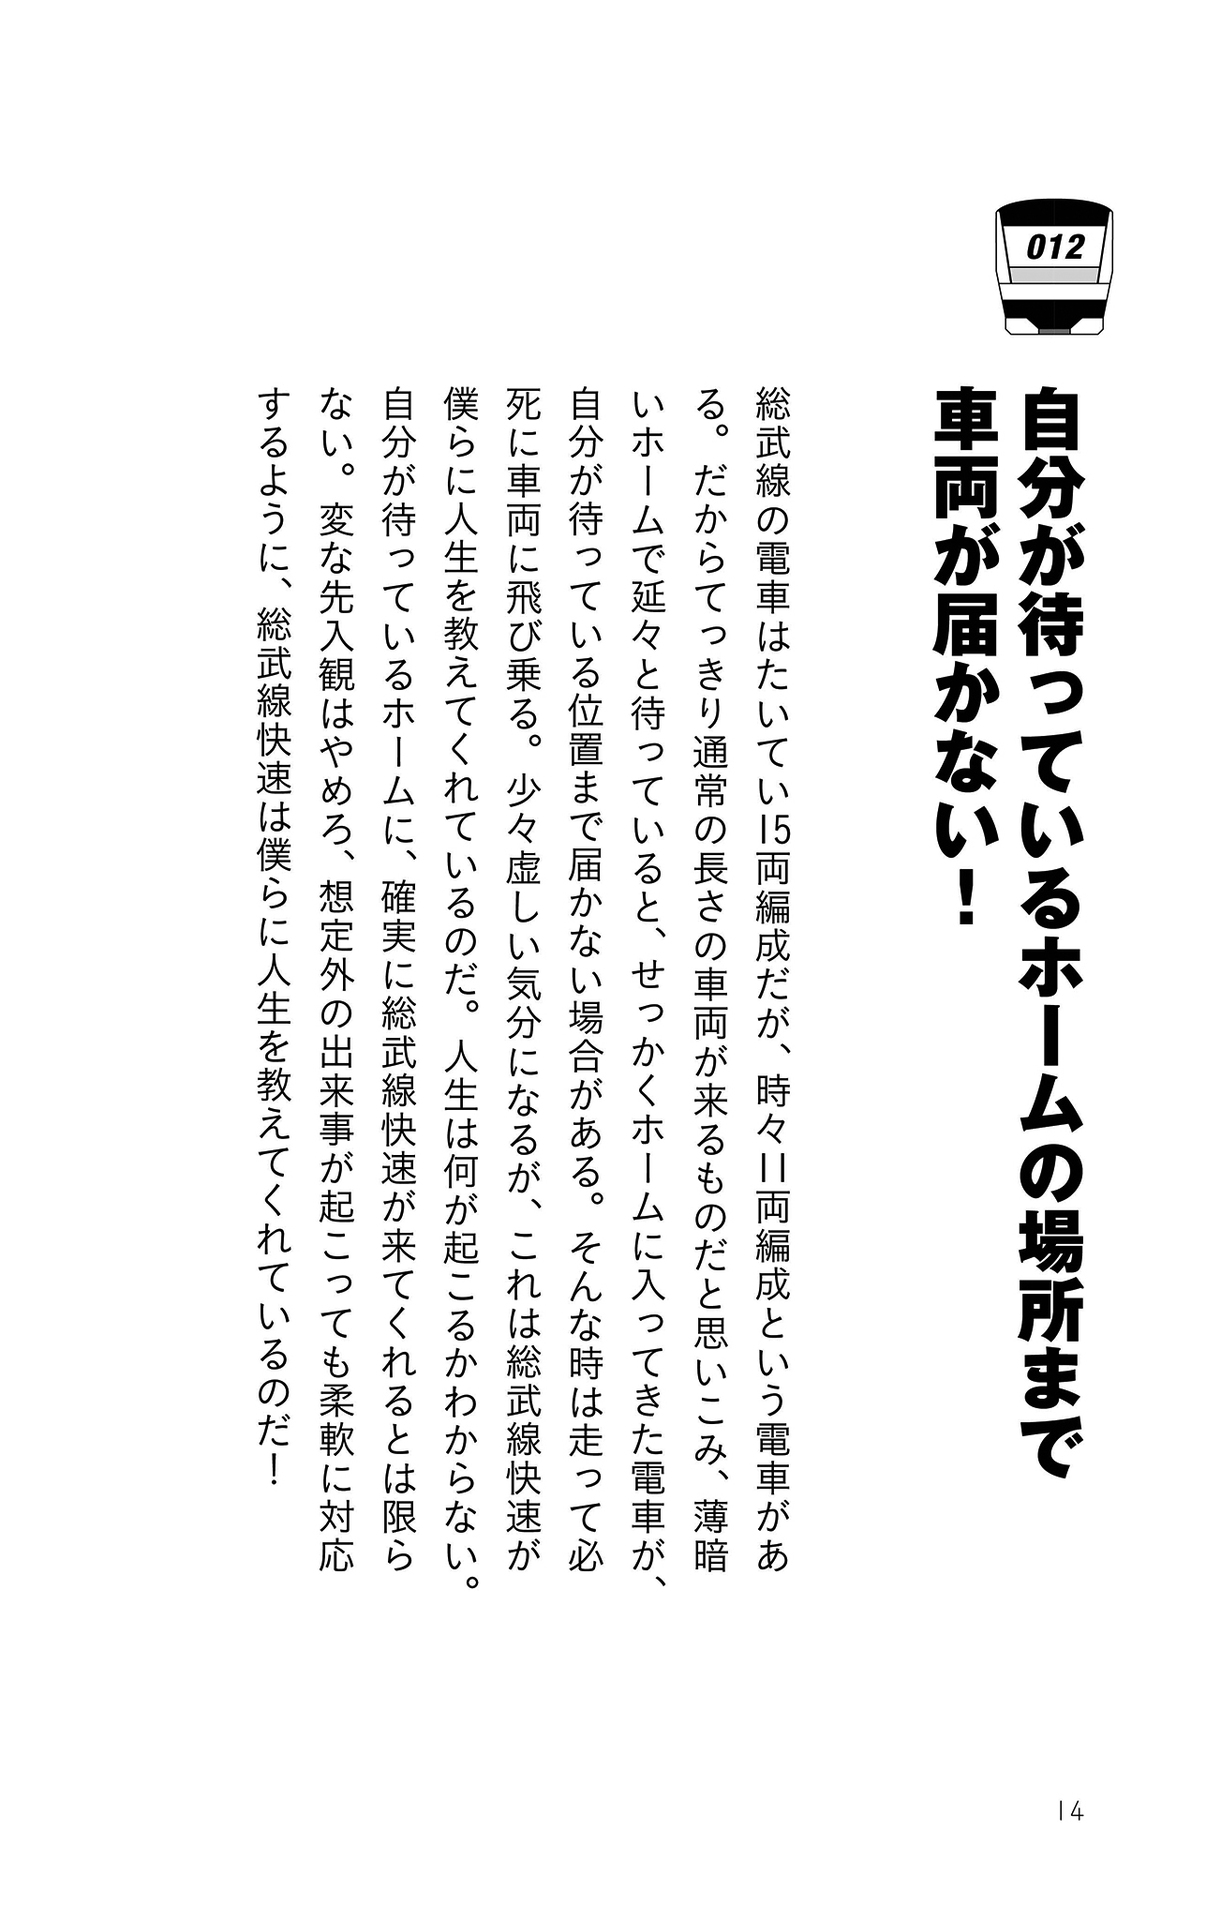 012
自分が待っているホームの場所まで
車両が届かない！
総武線の電車はたいてい15両編成だが、時々11両編成という電車があ
る。だからてっきり通常の長さの車両が来るものだと思いこみ、薄暗
いホームで延々と待っていると、せっかくホームに入ってきた電車が、
自分が待っている位置まで届かない場合がある。そんな時は走って必
死に車両に飛び乗る。少々虚しい気分になるが、これは総武線快速が
僕らに人生を教えてくれているのだ。人生は何が起こるかわからない。
自分が待っているホームに、確実に総武線快速が来てくれるとは限ら
ない。変な先入観はやめろ、想定外の出来事が起こっても柔軟に対応
するように、総武線快速は僕らに人生を教えてくれているのだ！
14